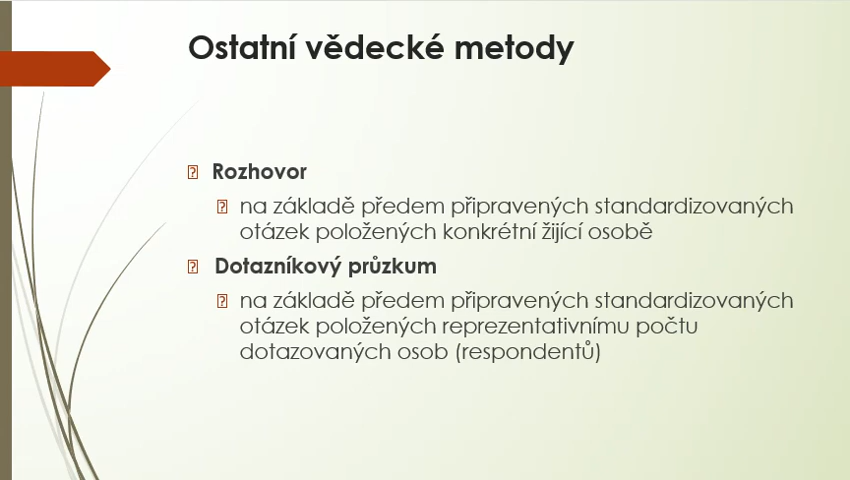 Ostatní vědecké metody
Rozhovor
na základě předem připravených standardizovaných
otázek položených konkrétní žijící osobě
Dotazníkový průzkum
na základě předem připravených standardizovaných
otázek položených reprezentativnímu počtu
dotazovaných osob (respondentů)